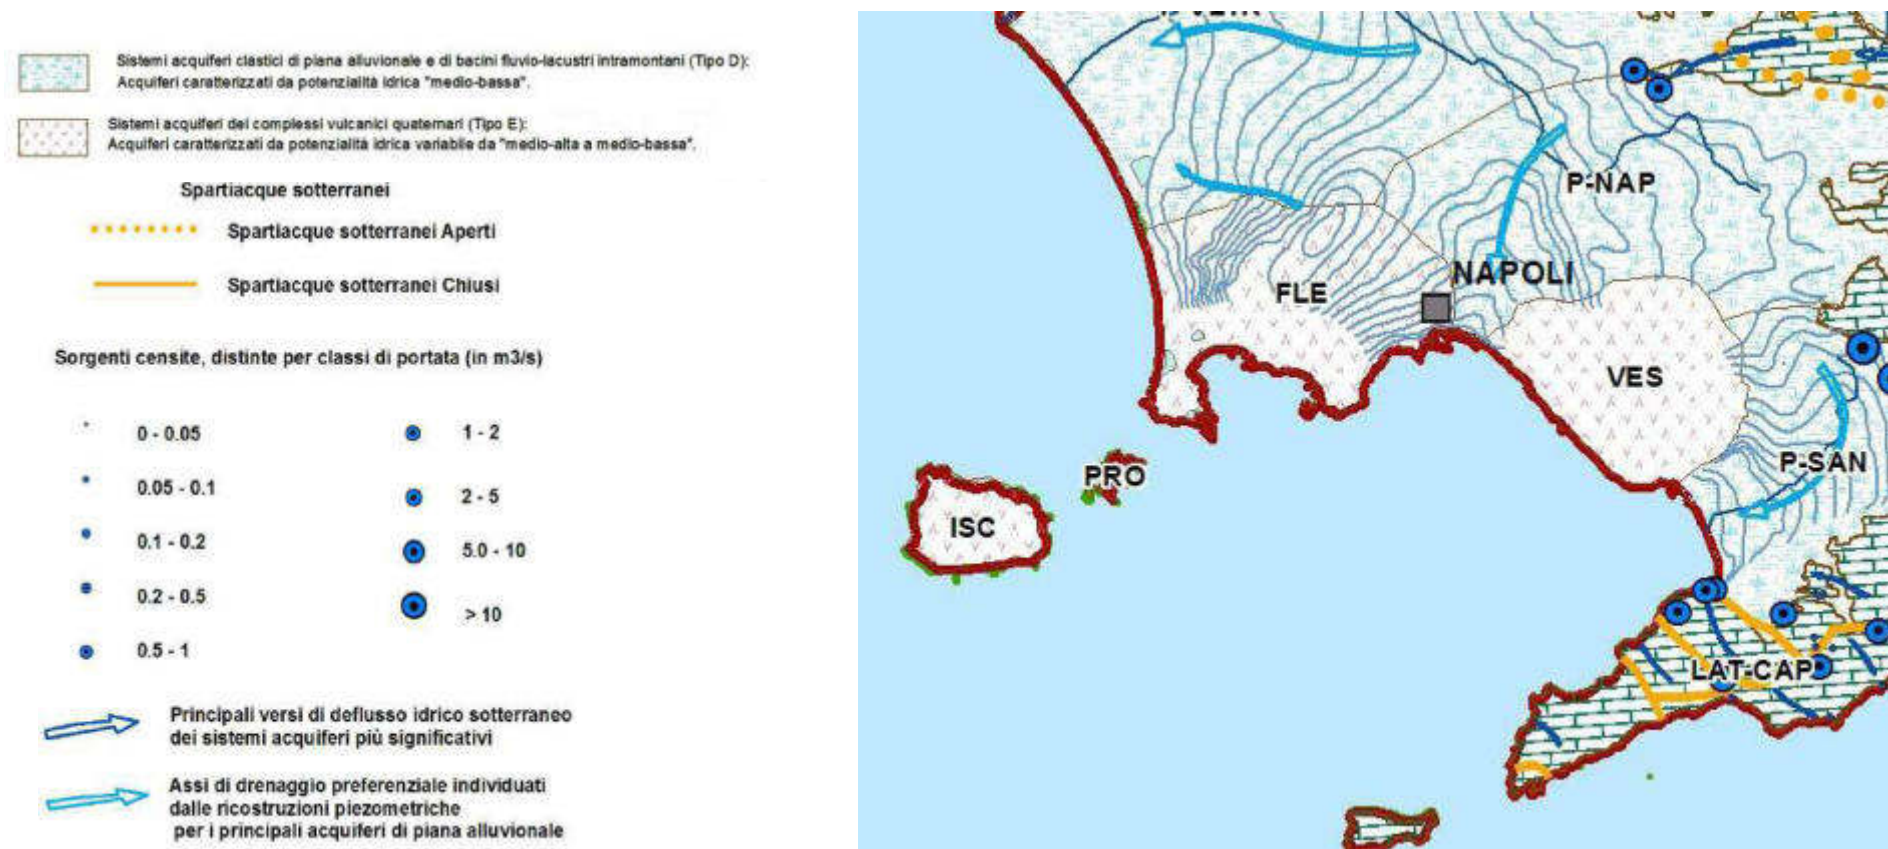 Sistemi acquiferi clastici di piana alluvionale e di bacini fluvio-lacustri intramontani (Tipo D):
Acquiferi caratterizzati da potenzialità idrica "medio-bassa".
Sistemi acquiferi dei complessi vulcanici quaternari (Tipo E):
Acquiferi caratterizzati da potenzialità idrica variabile da "medio-alta a medio-bassa".
Spartiacque sotterranei
Spartiacque sotterranei Aperti
Spartiacque sotterranei Chiusi
Sorgenti censite, distinte per classi di portata (in m3/s)
0 - 0.05
0.05 - 0.1
0.1 - 0.2
0.2 - 0.5
0.5 - 1
1 - 2
2 - 5
5.0 - 10
> 10
Principali versi di deflusso idrico sotterraneo
dei sistemi acquiferi più significativi
Assi di drenaggio preferenziale individuati
dalle ricostruzioni piezometriche
per i principali acquiferi di piana alluvionale
P-NAP
NAPOLI
FLE
VES
P-SAN
PRO
ISC
LAT-CAP